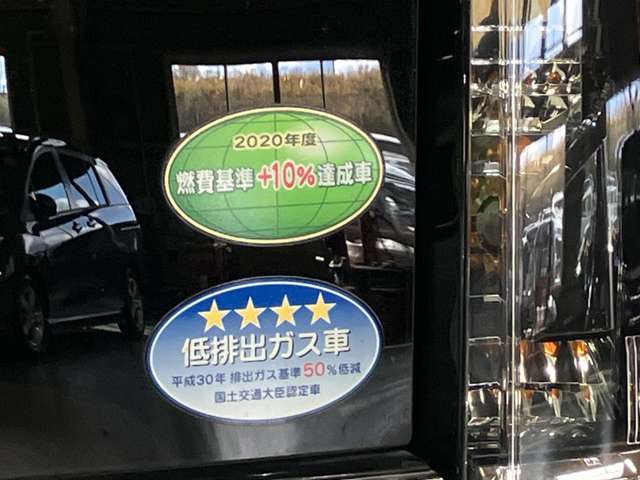 2020年度
燃費基準+10%達成車
低排出ガス車
平成30年 排出ガス基準50%低減
国土交通大臣認定車